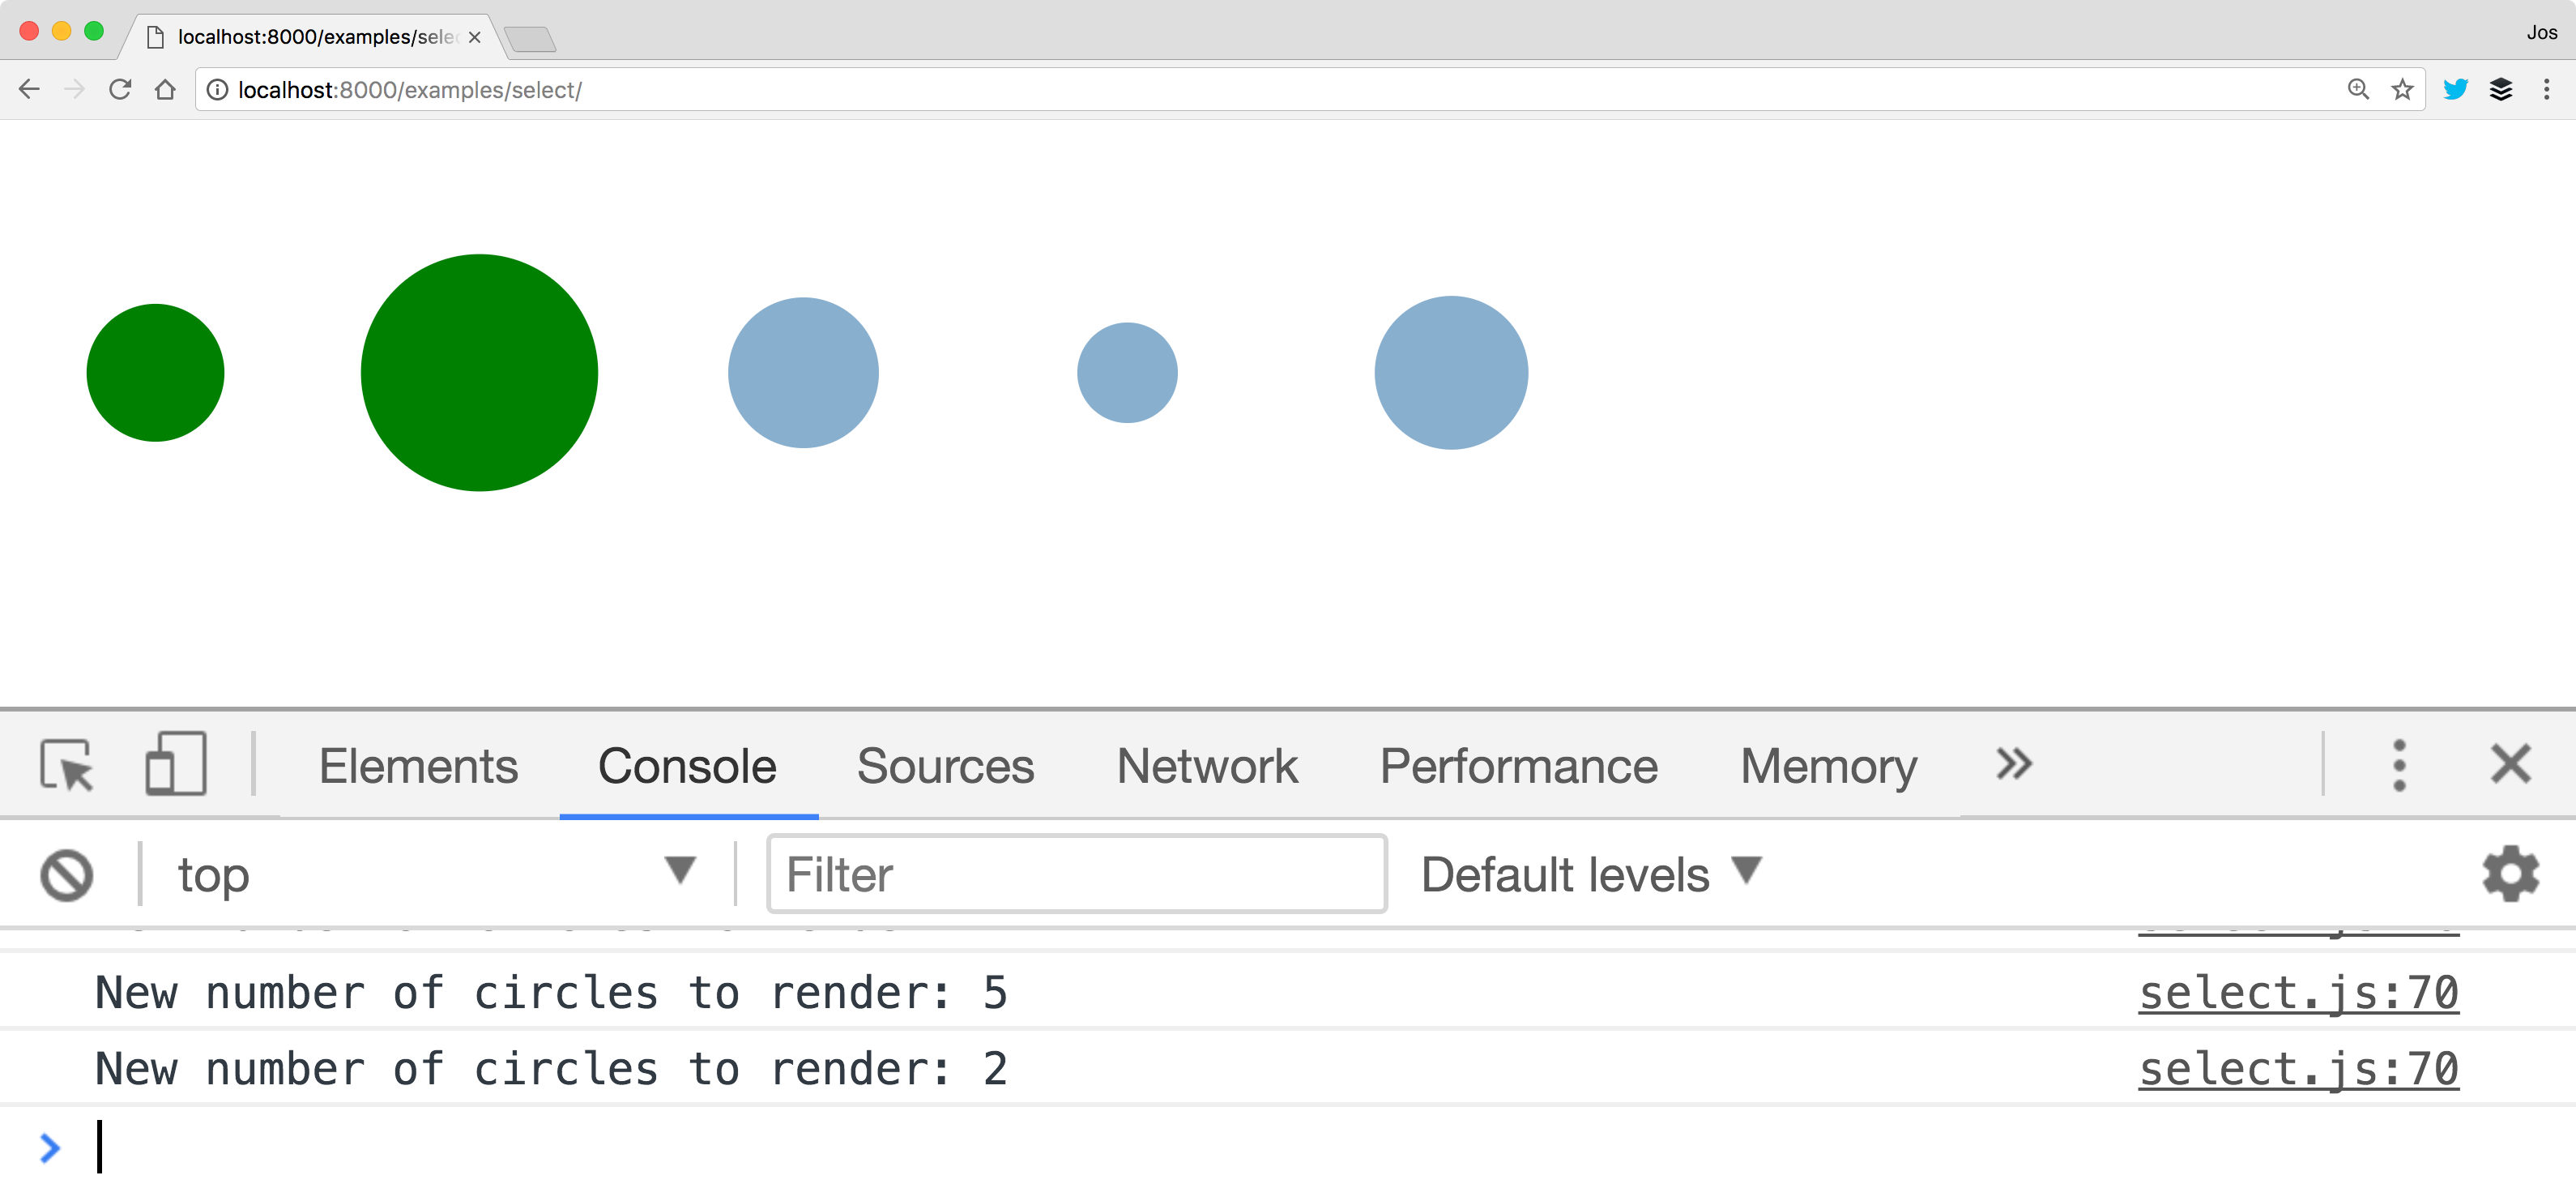 localhost:8000/examples/selec
Jos
localhost:8000/examples/select/
Elements Console Sources Network Performance Memory
top Filter Default levels
New number of circles to render: 5 select.js:70
New number of circles to render: 2 select.js:70